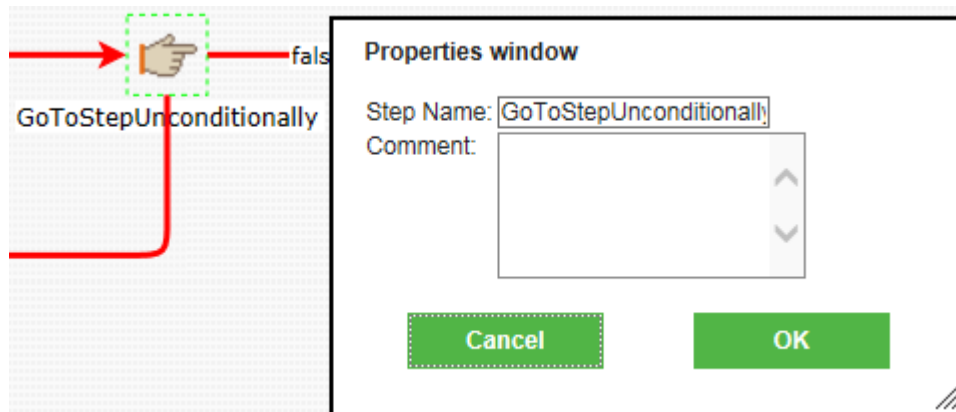 fals
GoToStepUnconditionally
Properties window
Step Name: GoToStepUnconditionally
Comment:
Cancel
OK